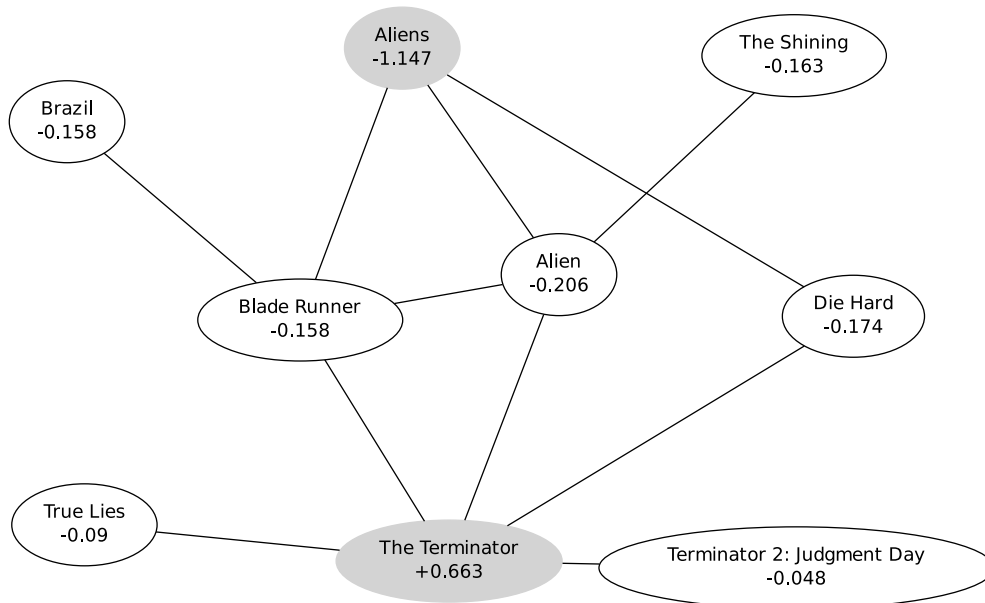 Aliens
-1.147
The Shining
-0.163
Brazil
-0.158
Alien
-0.206
Blade Runner
-0.158
Die Hard
-0.174
True Lies
-0.09
The Terminator
+0.663
Terminator 2: Judgment Day
-0.048